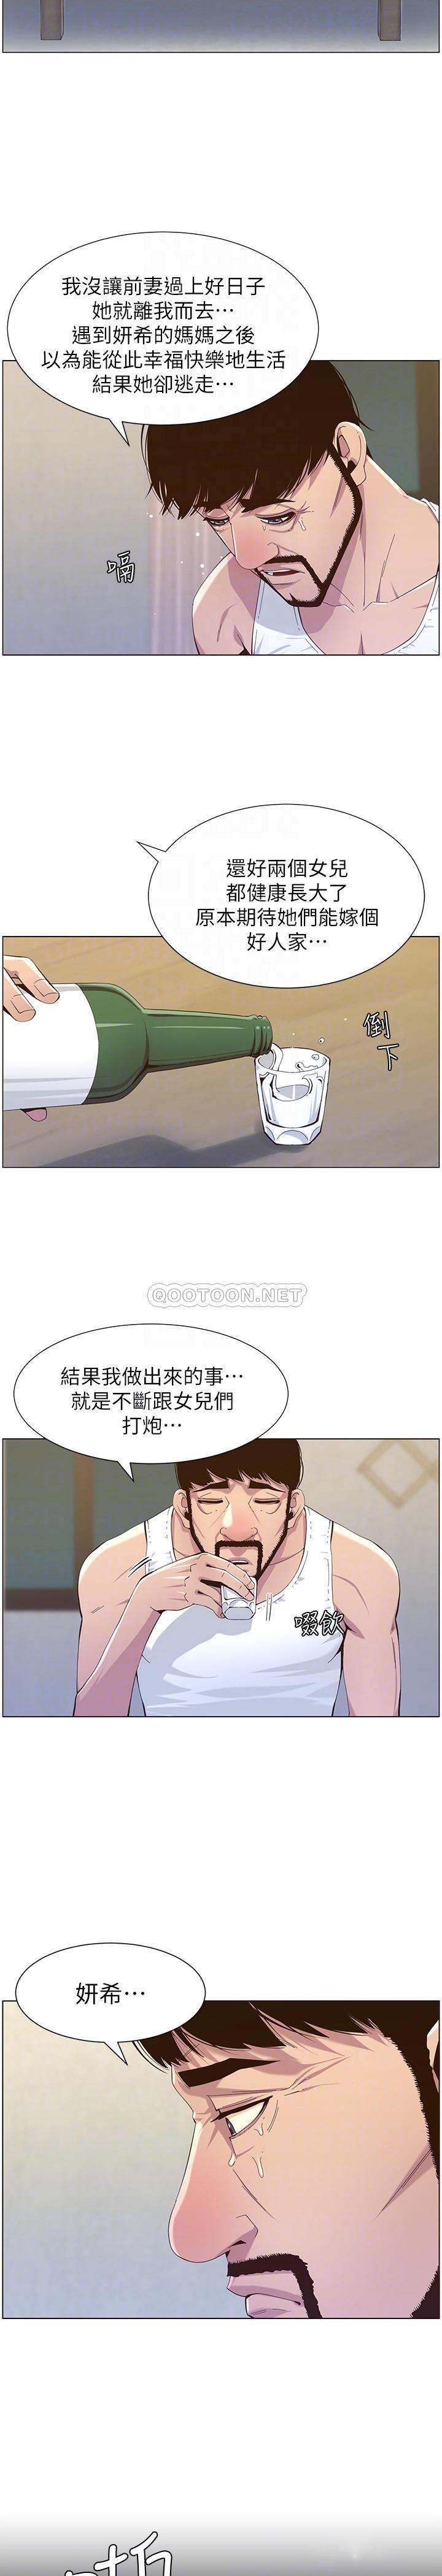 我沒讓前妻過上好日子
她就離我而去…
遇到妍希的媽媽之後
以為能從此幸福快樂地生活
結果她卻逃走…
嗝
還好兩個女兒
都健康長大了
原本期待她們能嫁個
好人家…
倒
下
QOOTOON.NET
結果我做出來的事…
就是不斷跟女兒們
打炮…
啜飲
妍希…